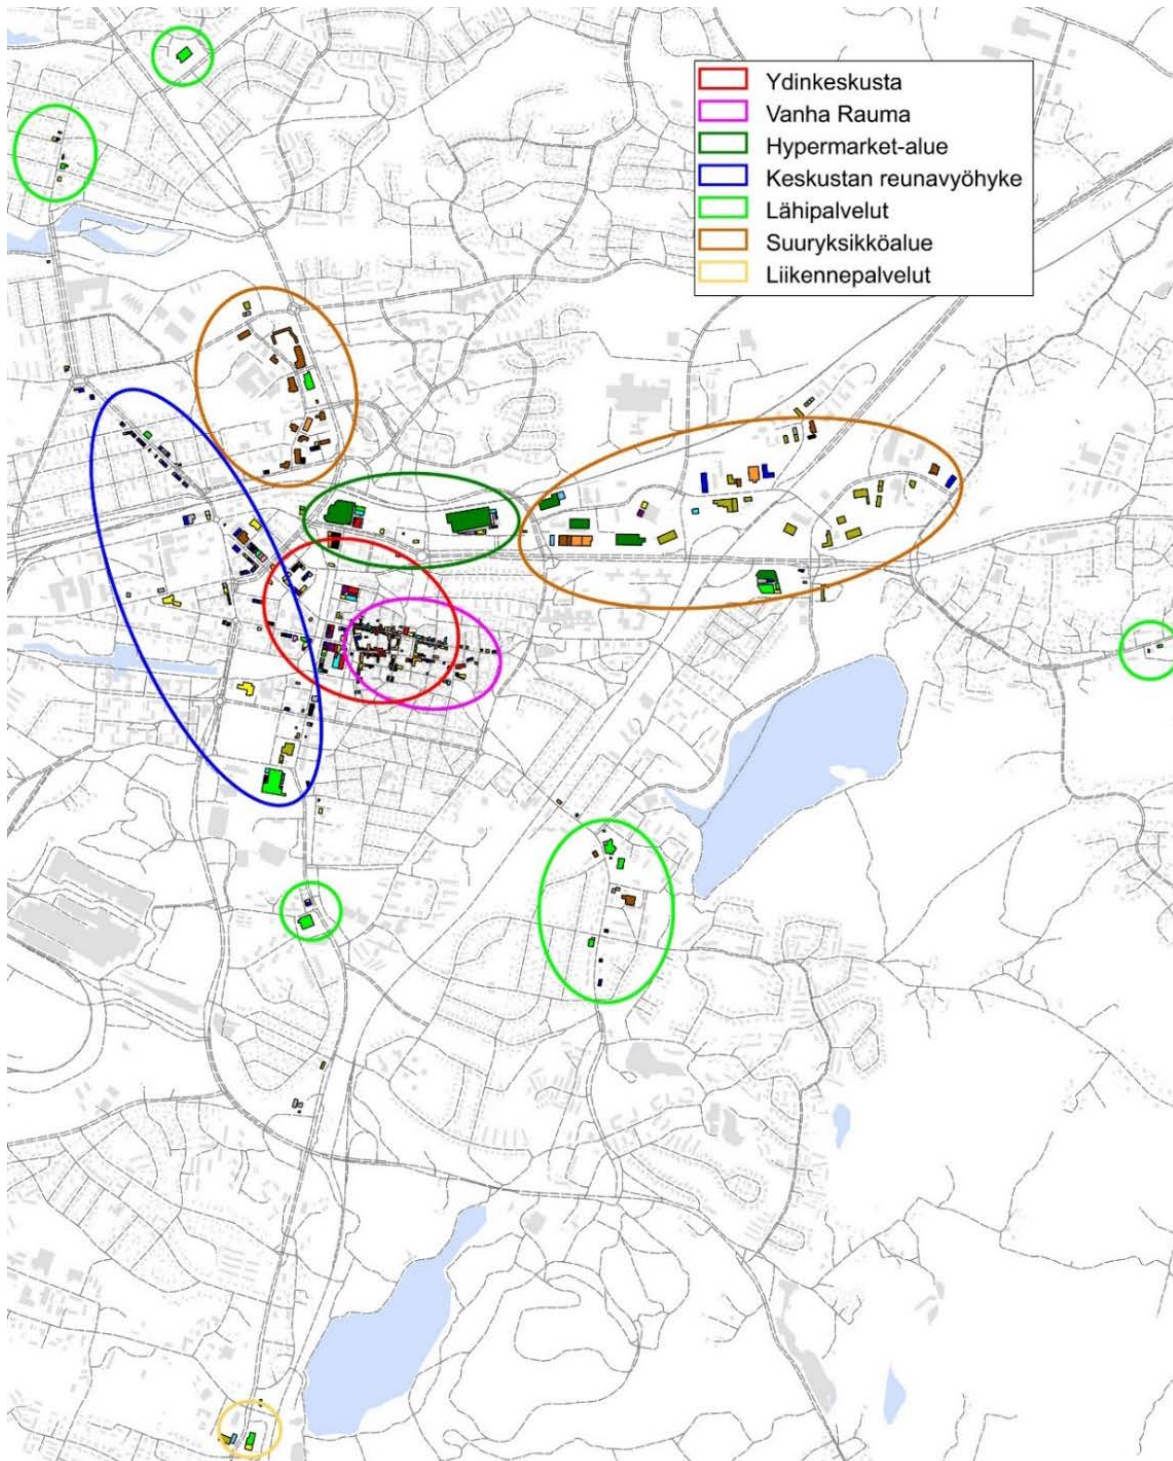 Ydinkeskusta
Vanha Rauma
Hypermarket-alue
Keskustan reunavyöhyke
Lähipalvelut
Suuryksikköalue
Liikennepalvelut